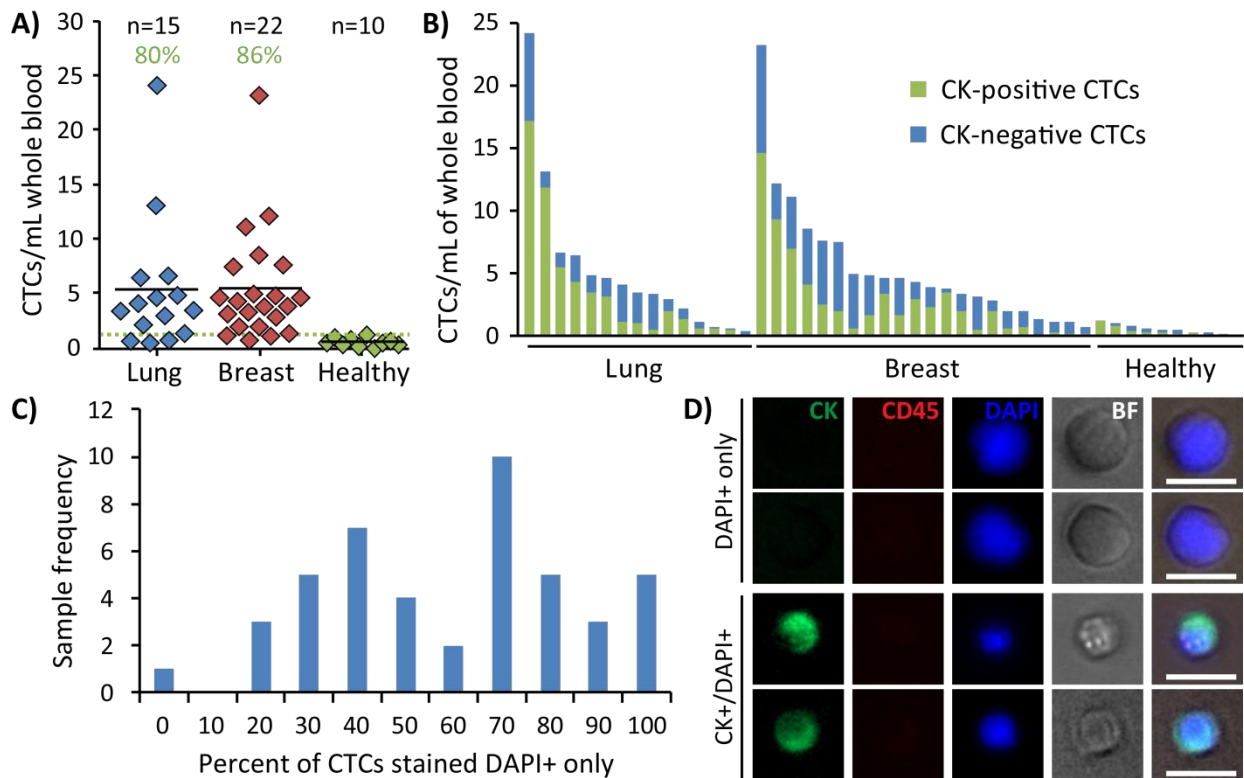 A)
n=15 n=22 n=10
80% 86%
30
25
20
15
10
5
0
CTCs/mL whole blood
Lung Breast Healthy
B)
25
20
15
10
5
0
CTCs/mL of whole blood
CK-positive CTCs
CK-negative CTCs
Lung Breast Healthy
C)
12
10
8
6
4
2
0
Sample frequency
0 10 20 30 40 50 60 70 80 90 100
Percent of CTCs stained DAPI+ only
D)
CK CD45 DAPI BF
DAPI+ only
CK+/DAPI+